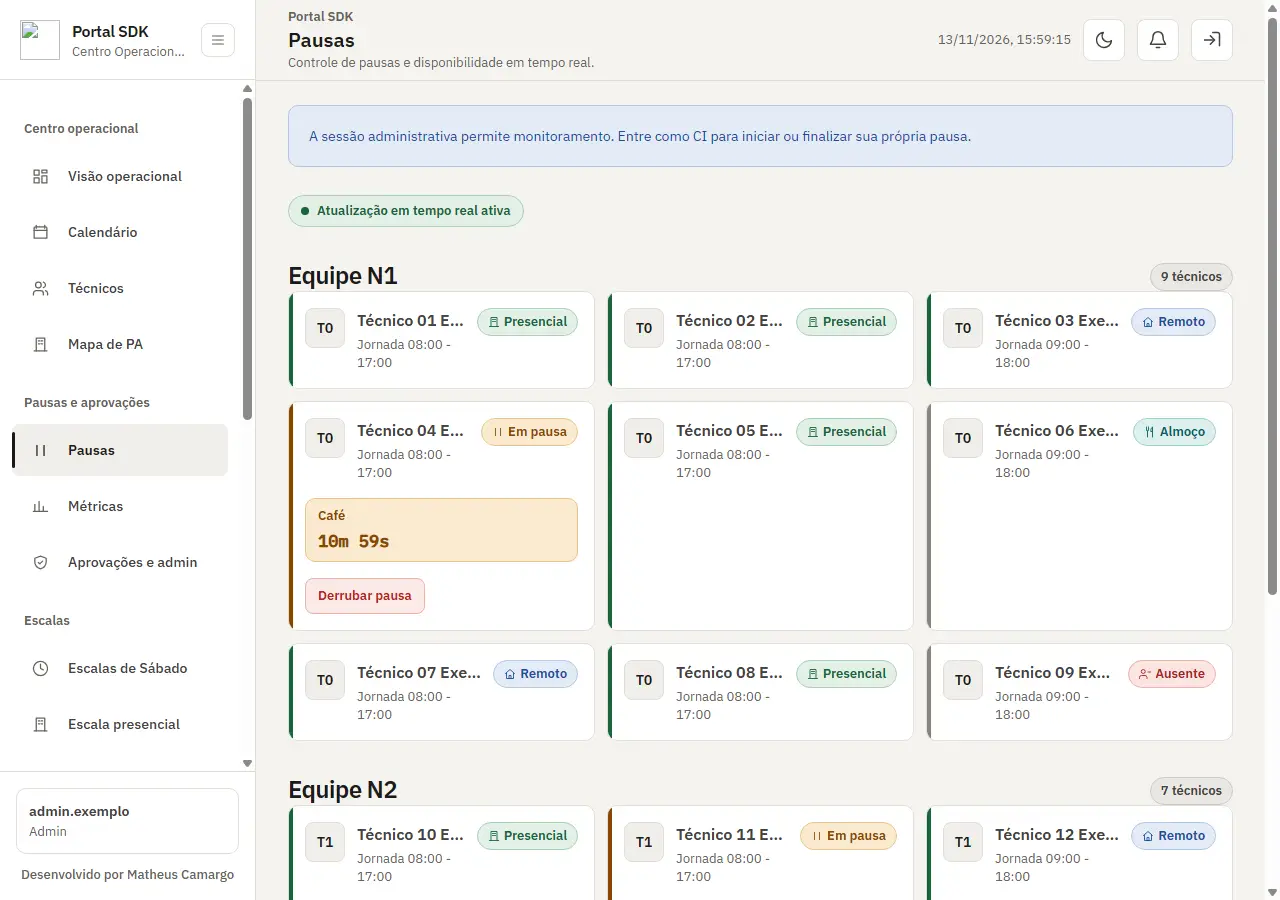 Portal SDK
Centro Operacion...
Centro operacional
Visão operacional
Calendário
Técnicos
Mapa de PA
Pausas e aprovações
Pausas
Métricas
Aprovações e admin
Escalas
Escalas de Sábado
Escala presencial
admin.exemplo
Admin
Desenvolvido por Matheus Camargo
Portal SDK
Pausas
Controle de pausas e disponibilidade em tempo real.
13/11/2026, 15:59:15
A sessão administrativa permite monitoramento. Entre como CI para iniciar ou finalizar sua própria pausa.
Atualização em tempo real ativa
Equipe N1
9 técnicos
T0
Técnico 01 E...
Presencial
Jornada 08:00 -
17:00
T0
Técnico 02 E...
Presencial
Jornada 08:00 -
17:00
T0
Técnico 03 Exe...
Remoto
Jornada 09:00 -
18:00
T0
Técnico 04 E...
Em pausa
Jornada 08:00 -
17:00
Café
10m 59s
Derrubar pausa
T0
Técnico 05 E...
Presencial
Jornada 08:00 -
17:00
T0
Técnico 06 Exe...
Almoço
Jornada 09:00 -
18:00
T0
Técnico 07 Exe...
Remoto
Jornada 08:00 -
17:00
T0
Técnico 08 E...
Presencial
Jornada 08:00 -
17:00
T0
Técnico 09 Ex...
Ausente
Jornada 09:00 -
18:00
Equipe N2
7 técnicos
T1
Técnico 10 E...
Presencial
Jornada 08:00 -
17:00
T1
Técnico 11 E...
Em pausa
Jornada 08:00 -
17:00
T1
Técnico 12 Exe...
Remoto
Jornada 09:00 -
18:00